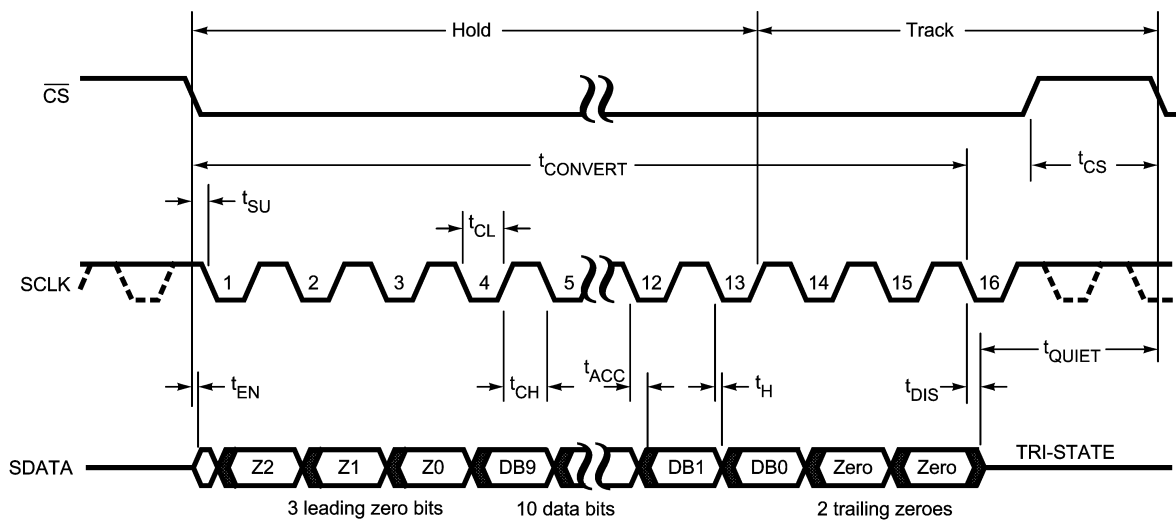 Hold Track
CS
tCONVERT tCS
tSU
tCL
SCLK 1 2 3 4 5 12 13 14 15 16
tQUIET
tEN tCH tACC tH tDIS
SDATA Z2 Z1 Z0 DB9 DB1 DB0 Zero Zero TRI-STATE
3 leading zero bits 10 data bits 2 trailing zeroes